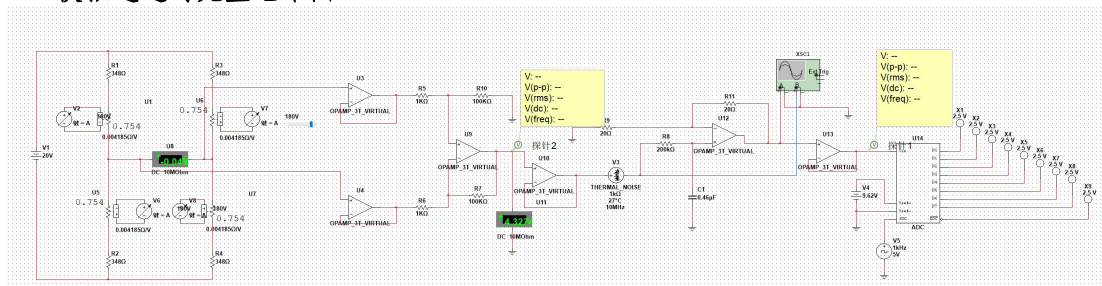 R1
348Ω
R3
348Ω
V2
键 = A
U1
0.754
0.004185Ω/V
U6
0.754
V7
键 = A
180V
0.004185Ω/V
V1
20V
U8
DC 10MOhm
U5
0.754
V6
键 = A
0.004185Ω/V
V8
键 = A
U7
0.754
0.004185Ω/V
R2
348Ω
R4
348Ω
U3
OPAMP_3T_VIRTUAL
U4
OPAMP_3T_VIRTUAL
R5
1KΩ
R10
100KΩ
R6
1KΩ
R7
100KΩ
U9
OPAMP_3T_VIRTUAL
V: --
V(p-p): --
V(rms): --
V(dc): --
V(freq): --
探针2
U10
OPAMP_3T_VIRTUAL
U11
4.327
DC 10MOhm
V3
THERMAL_NOISE
1kΩ
27°C
10MHz
20Ω
R8
200kΩ
C1
0.46µF
R11
20Ω
U12
OPAMP_3T_VIRTUAL
XSC1
Ext Trig
U13
OPAMP_3T_VIRTUAL
V: --
V(p-p): --
V(rms): --
V(dc): --
V(freq): --
探针1
U14
ADC
V4
9.62V
V5
1kHz
5V
X1
2.5 V
X2
2.5 V
X3
2.5 V
X4
2.5 V
X5
2.5 V
X6
2.5 V
X7
2.5 V
X8
2.5 V
X9
2.5 V